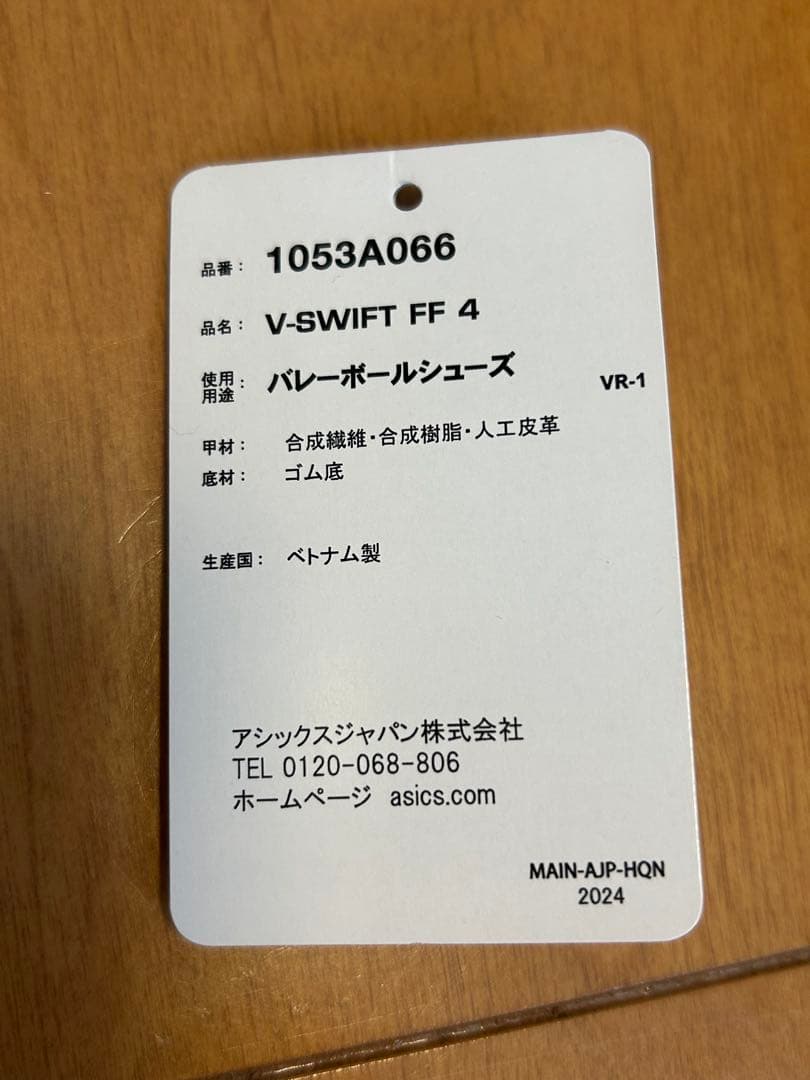 品番： 1053A066
品名： V-SWIFT FF 4
使用用途： バレーボールシューズ VR-1
甲材： 合成繊維・合成樹脂・人工皮革
底材： ゴム底
生産国： ベトナム製
アシックスジャパン株式会社
TEL 0120-068-806
ホームページ asics.com
MAIN-AJP-HQN
2024